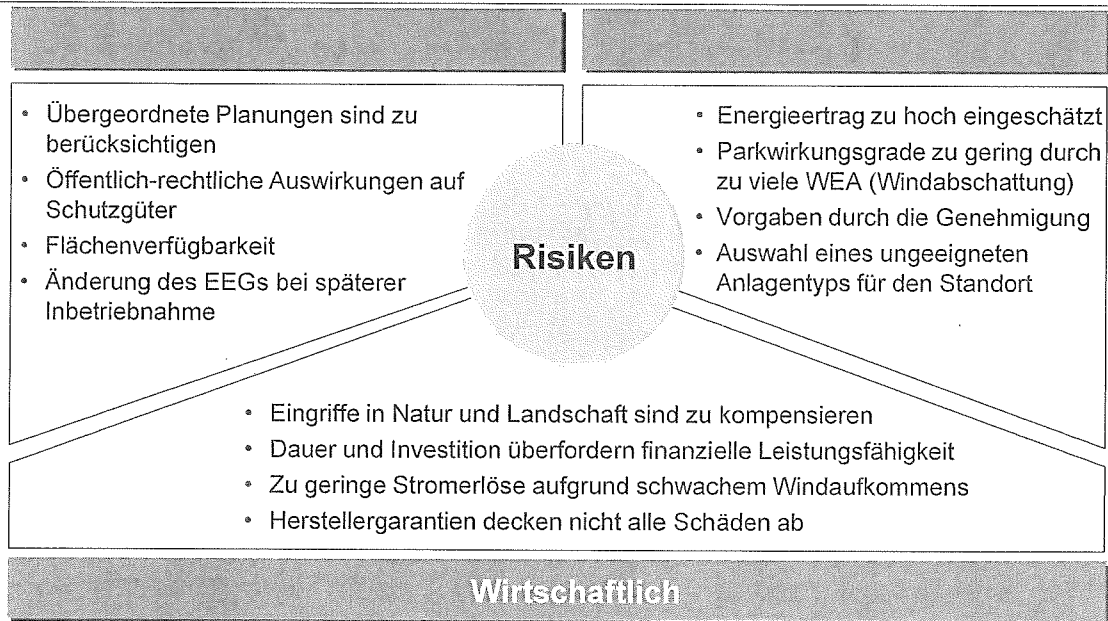 • Übergeordnete Planungen sind zu
berücksichtigen
• Öffentlich-rechtliche Auswirkungen auf
Schutzgüter
• Flächenverfügbarkeit
• Änderung des EEGs bei späterer
Inbetriebnahme
• Energieertrag zu hoch eingeschätzt
• Parkwirkungsgrade zu gering durch
zu viele WEA (Windabschattung)
• Vorgaben durch die Genehmigung
• Auswahl eines ungeeigneten
Anlagentyps für den Standort
Risiken
• Eingriffe in Natur und Landschaft sind zu kompensieren
• Dauer und Investition überfordern finanzielle Leistungsfähigkeit
• Zu geringe Stromerlöse aufgrund schwachem Windaufkommens
• Herstellergarantien decken nicht alle Schäden ab
Wirtschaftlich